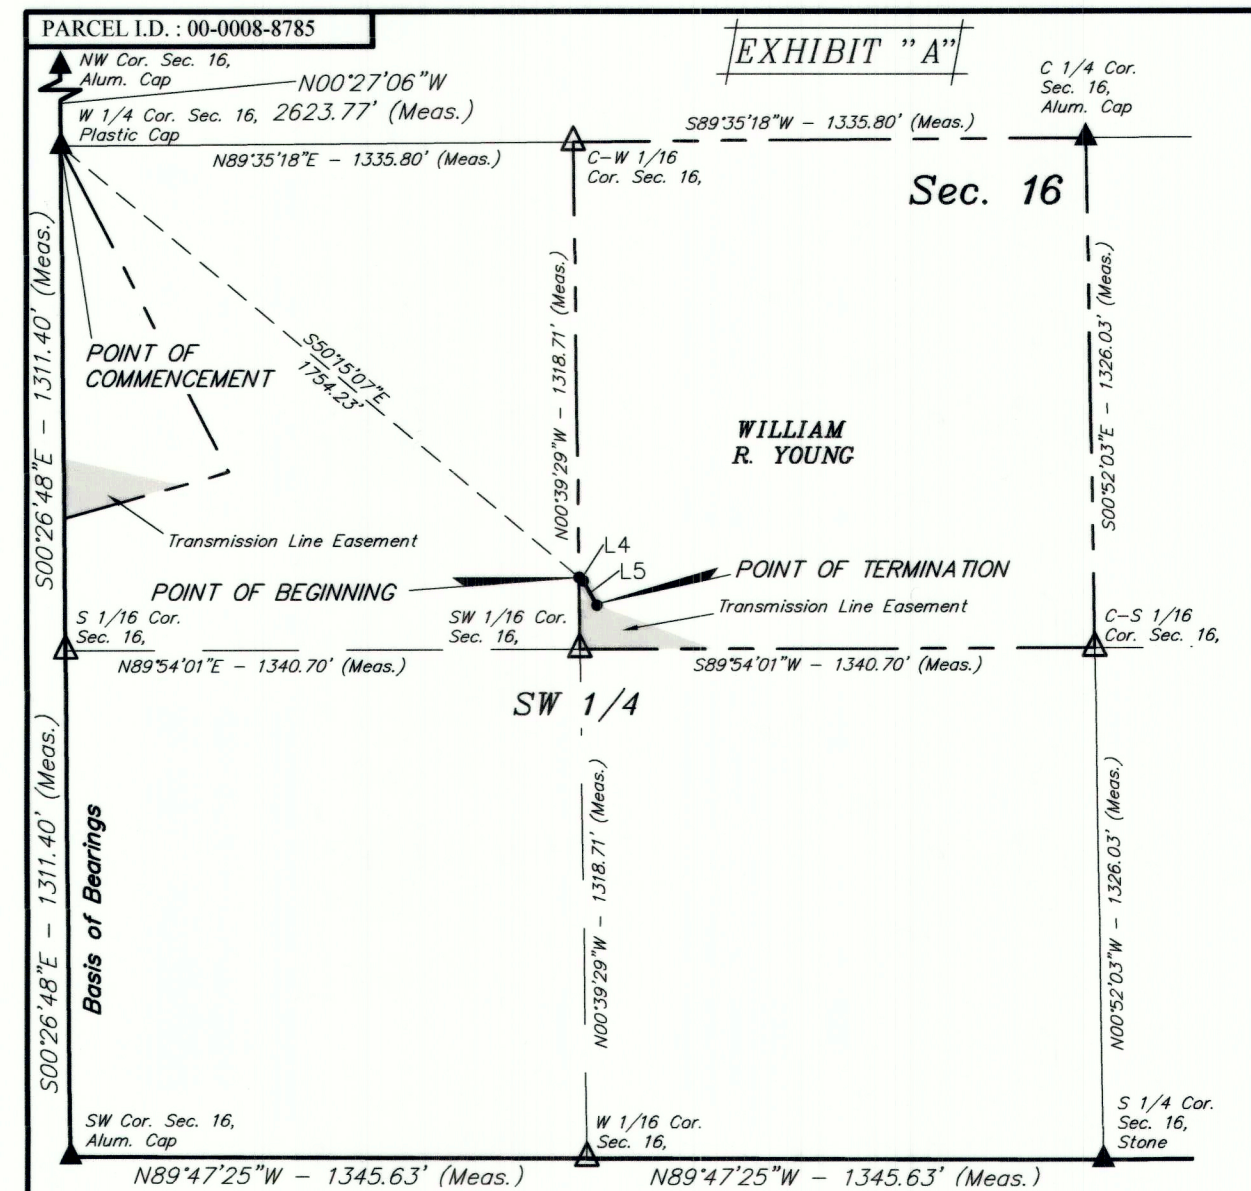 PARCEL I.D. : 00-0008-8785
EXHIBIT "A"
NW Cor. Sec. 16,
Alum. Cap
N00°27'06"W
2623.77' (Meas.)
W 1/4 Cor. Sec. 16,
Plastic Cap
C 1/4 Cor.
Sec. 16,
Alum. Cap
S89°35'18"W - 1335.80' (Meas.)
N89°35'18"E - 1335.80' (Meas.)
C-W 1/16
Cor. Sec. 16,
Sec. 16
S00°26'48"E - 1311.40' (Meas.)
POINT OF
COMMENCEMENT
S50°15'07"E
1754.23'
N00°39'29"W - 1318.71' (Meas.)
S00°52'03"E - 1326.03' (Meas.)
WILLIAM
R. YOUNG
Transmission Line Easement
L4
L5
POINT OF BEGINNING
POINT OF TERMINATION
Transmission Line Easement
S 1/16 Cor.
Sec. 16,
SW 1/16 Cor.
Sec. 16,
C-S 1/16
Cor. Sec. 16,
N89°54'01"E - 1340.70' (Meas.)
S89°54'01"W - 1340.70' (Meas.)
SW 1/4
S00°26'48"E - 1311.40' (Meas.)
Basis of Bearings
N00°39'29"W - 1318.71' (Meas.)
N00°52'03"W - 1326.03' (Meas.)
SW Cor. Sec. 16,
Alum. Cap
W 1/16 Cor.
Sec. 16,
S 1/4 Cor.
Sec. 16,
Stone
N89°47'25"W - 1345.63' (Meas.)
N89°47'25"W - 1345.63' (Meas.)